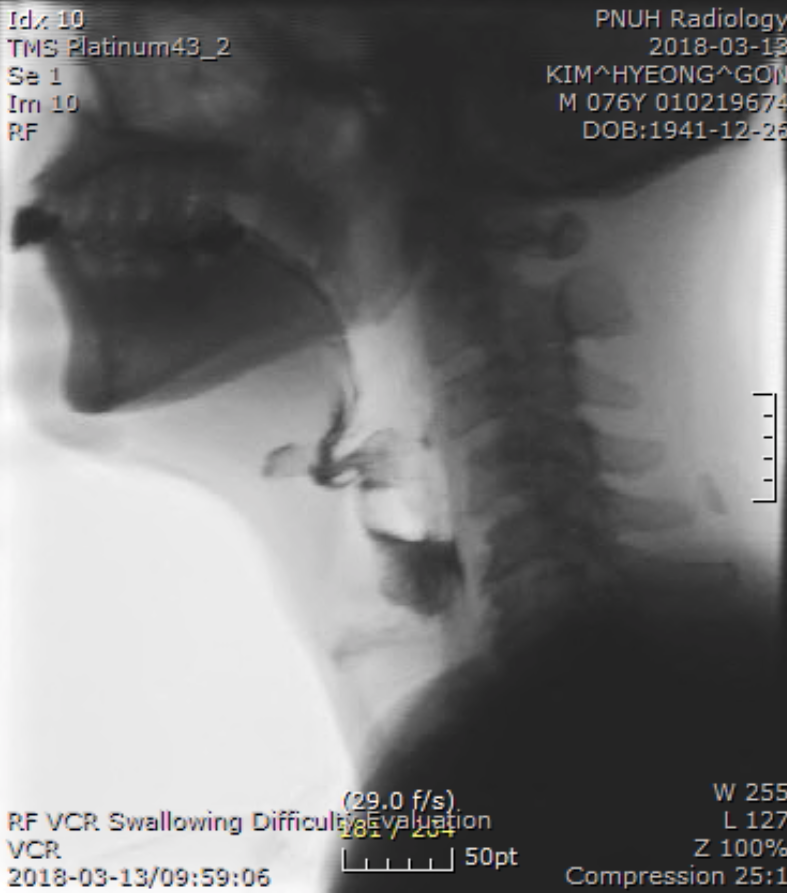 Idx 10
TMS Platinum43_2
Se 1
Im 10
RF
PNUH Radiology
2018-03-13
KIM^HYEONG^GON
M 076Y 010219674
DOB:1941-12-26
(29.0 f/s)
RF VCR Swallowing Difficulty Evaluation
VCR
2018-03-13/09:59:06
50pt
W 255
L 127
Z 100%
Compression 25:1